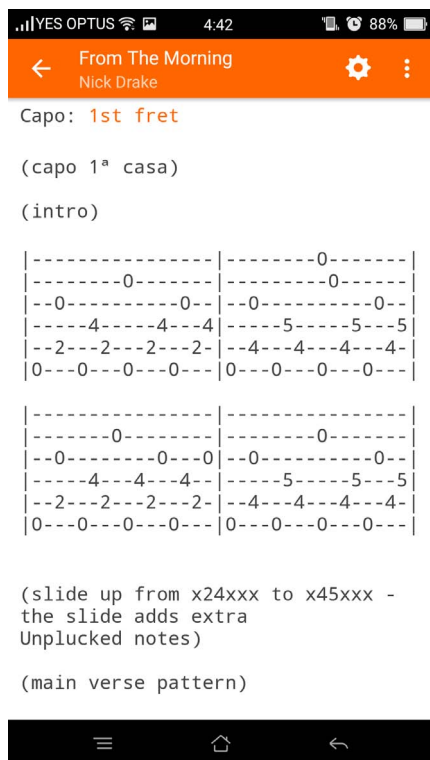 YES OPTUS 4:42 88%
From The Morning
Nick Drake
Capo: 1st fret
(capo 1ª casa)
(intro)
|----------------|--------0-------|
|--------0-------|---------0------|
|--0----------0--|--0----------0--|
|-----4-----4---4|-----5-----5---5|
|--2---2---2---2-|--4---4---4---4-|
|0---0---0---0---|0---0---0---0---|
|----------------|----------------|
|-------0--------|--------0-------|
|--0--------0---0|--0----------0--|
|-----4---4---4--|-----5-----5---5|
|--2---2---2---2-|--4---4---4---4-|
|0---0---0---0---|0---0---0---0---|
(slide up from x24xxx to x45xxx -
the slide adds extra
Unplucked notes)
(main verse pattern)